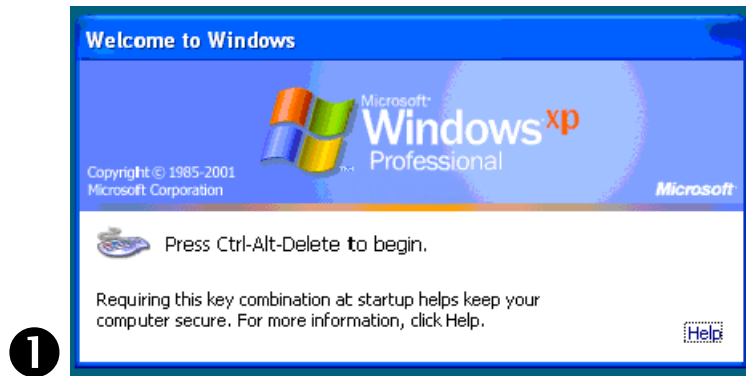 Welcome to Windows
Microsoft®
Windows xp
Professional
Copyright © 1985-2001
Microsoft Corporation
Microsoft
Press Ctrl-Alt-Delete to begin.
Requiring this key combination at startup helps keep your
computer secure. For more information, click Help.
Help
1